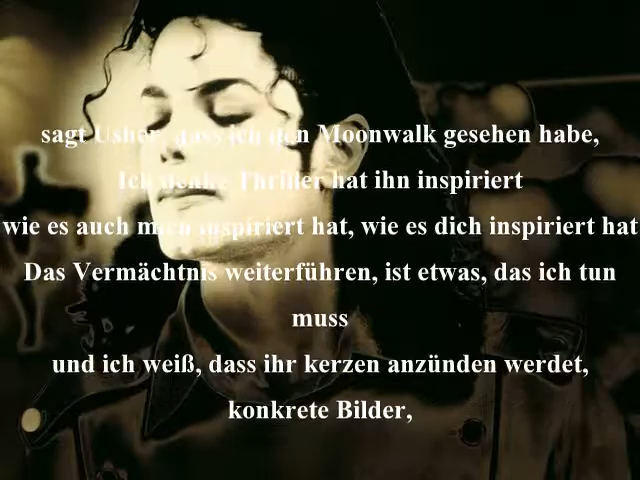 sagt Usher, dass ich den Moonwalk gesehen habe,
Ich denke Thriller hat ihn inspiriert
wie es auch mich inspiriert hat, wie es dich inspiriert hat
Das Vermächtnis weiterführen, ist etwas, das ich tun
muss
und ich weiß, dass ihr kerzen anzünden werdet,
konkrete Bilder,